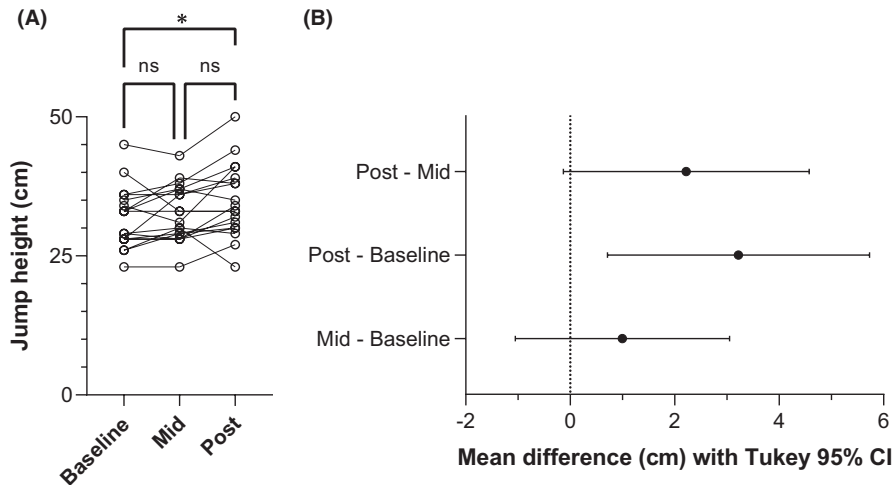 (A)
*
ns
ns
50
25
0
Jump height (cm)
Baseline
Mid
Post
(B)
Post - Mid
Post - Baseline
Mid - Baseline
-2
0
2
4
6
Mean difference (cm) with Tukey 95% CI